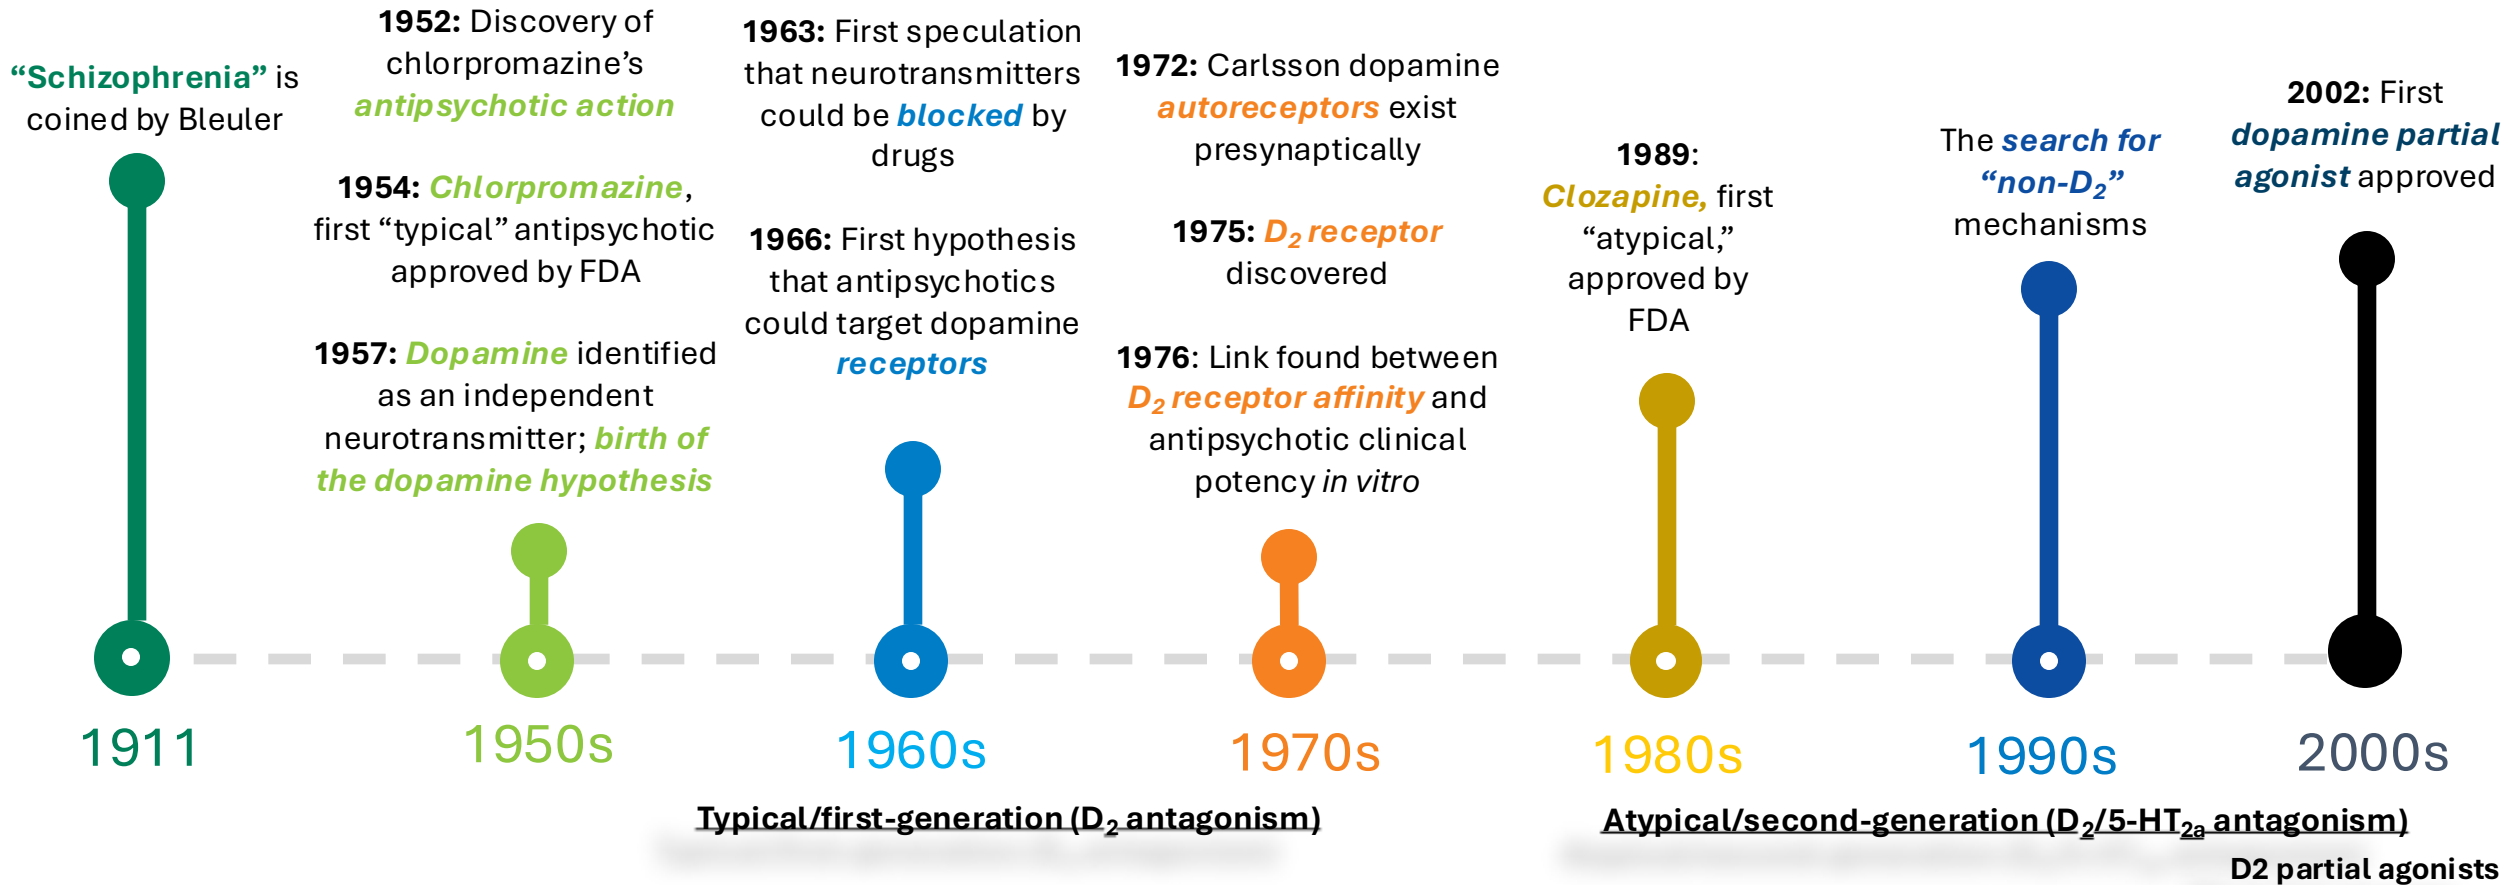 “Schizophrenia” is
coined by Bleuler
1952: Discovery of
chlorpromazine’s
antipsychotic action
1954: Chlorpromazine,
first “typical” antipsychotic
approved by FDA
1957: Dopamine identified
as an independent
neurotransmitter; birth of
the dopamine hypothesis
1963: First speculation
that neurotransmitters
could be blocked by
drugs
1966: First hypothesis
that antipsychotics
could target dopamine
receptors
1972: Carlsson dopamine
autoreceptors exist
presynaptically
1975: D2 receptor
discovered
1976: Link found between
D2 receptor affinity and
antipsychotic clinical
potency in vitro
1989:
Clozapine, first
“atypical,”
approved by
FDA
The search for
“non-D2”
mechanisms
2002: First
dopamine partial
agonist approved
1911
1950s
1960s
1970s
1980s
1990s
2000s
Typical/first-generation (D2 antagonism)
Atypical/second-generation (D2/5-HT2a antagonism)
D2 partial agonists